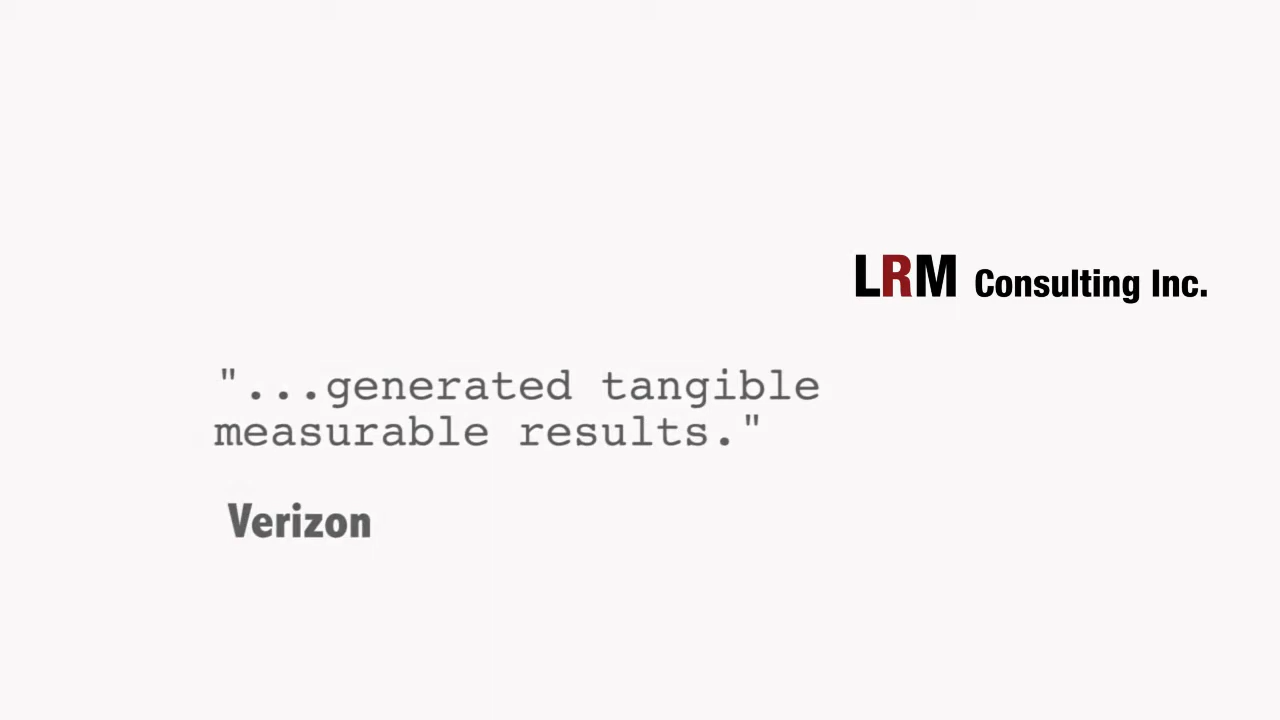 LRM Consulting Inc.
"...generated tangible
measurable results."
Verizon